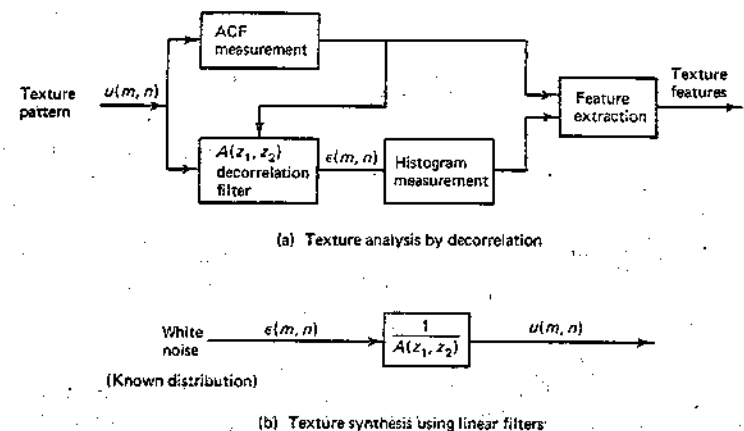 ACF
measurement
Texture
pattern
u(m, n)
A(z₁, z₂)
decorrelation
filter
ε(m, n)
Histogram
measurement
Feature
extraction
Texture
features
(a) Texture analysis by decorrelation
White
noise
ε(m, n)
1
A(z₁, z₂)
u(m, n)
(Known distribution)
(b) Texture synthesis using linear filters